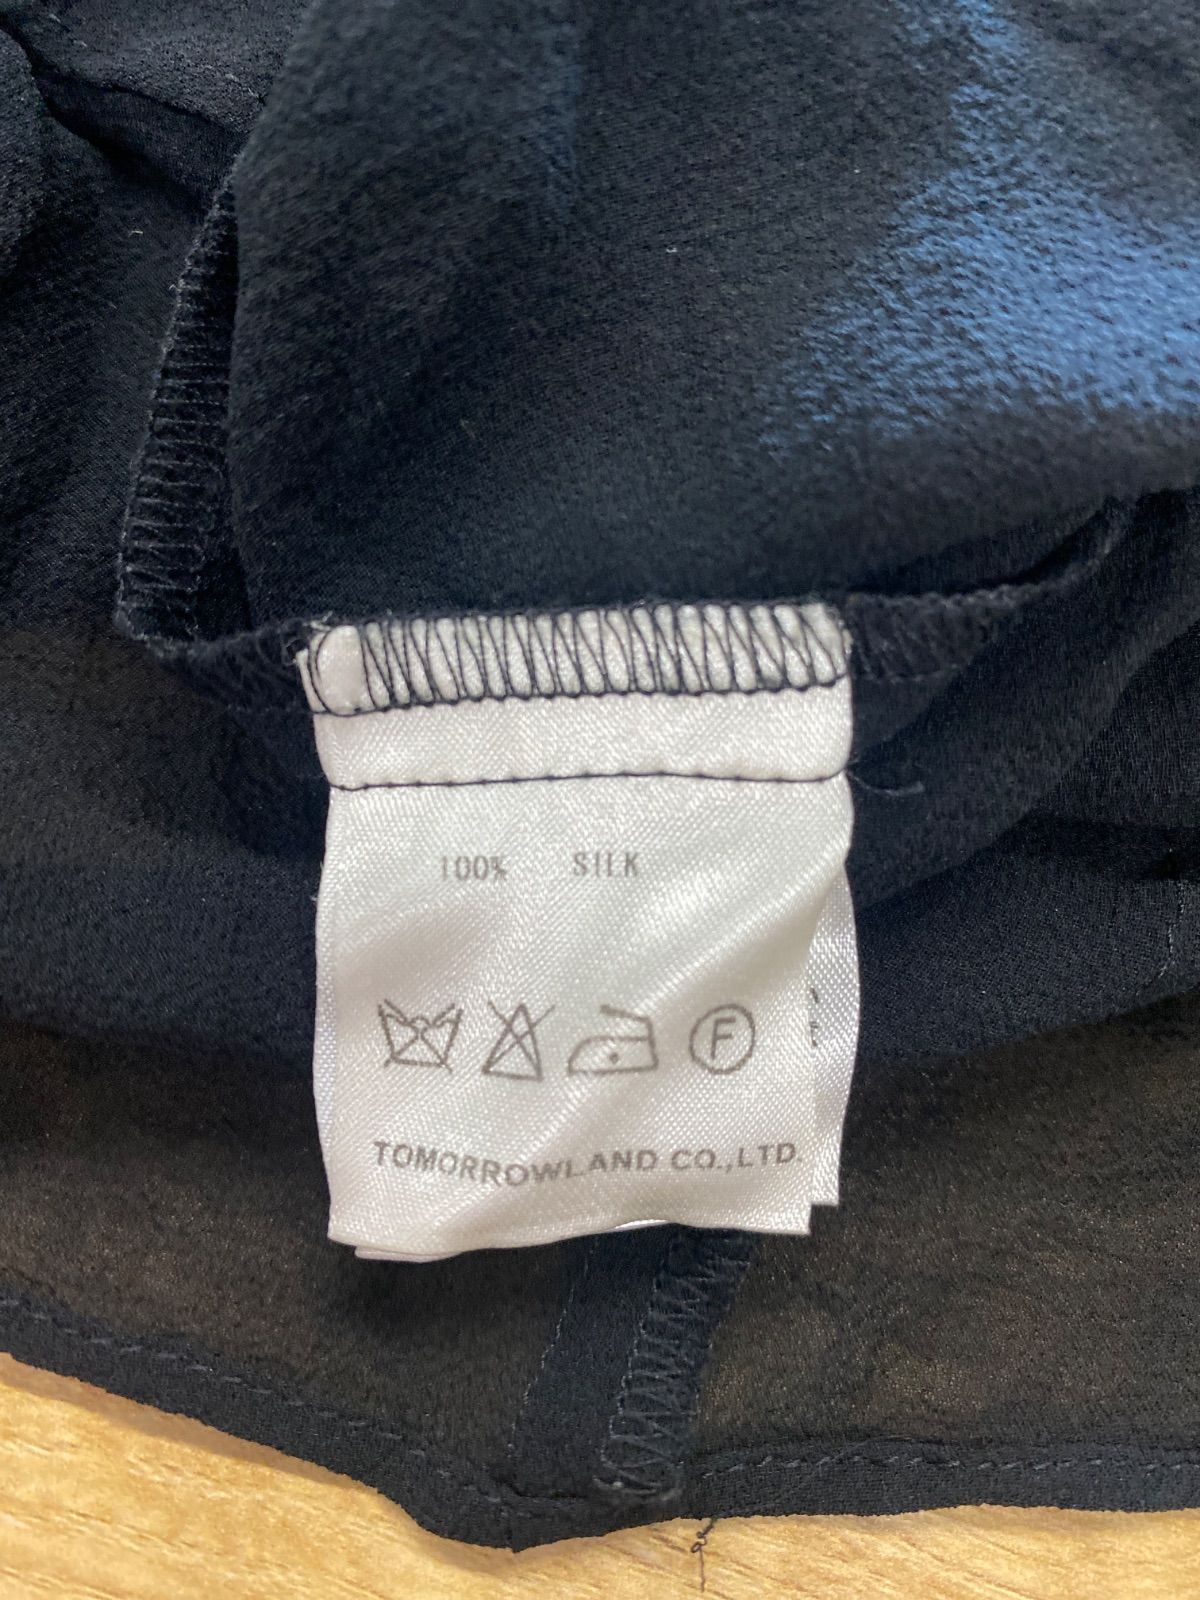 100% SILK
F
TOMORROWLAND CO.,LTD.